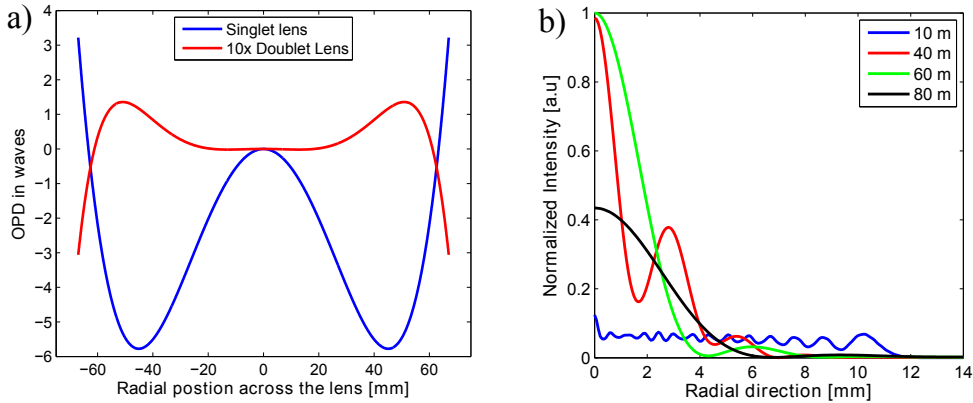 a)
Singlet lens
10x Doublet Lens
4
3
2
1
0
−1
−2
−3
−4
−5
−6
OPD in waves
−60 −40 −20 0 20 40 60
Radial postion across the lens [mm]
b)
10 m
40 m
60 m
80 m
1
0.8
0.6
0.4
0.2
0
Normalized Intensity [a.u]
0 2 4 6 8 10 12 14
Radial direction [mm]